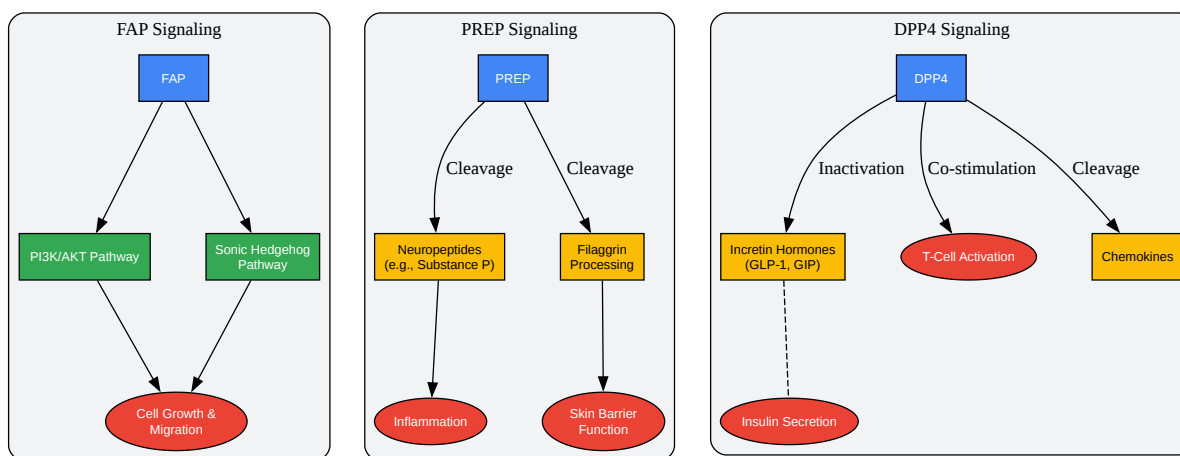 FAP Signaling
FAP
PI3K/AKT Pathway
Sonic Hedgehog
Pathway
Cell Growth &
Migration
PREP Signaling
PREP
Cleavage
Cleavage
Neuropeptides
(e.g., Substance P)
Filaggrin
Processing
Inflammation
Skin Barrier
Function
DPP4 Signaling
DPP4
Inactivation
Co-stimulation
Cleavage
Incretin Hormones
(GLP-1, GIP)
T-Cell Activation
Chemokines
Insulin Secretion